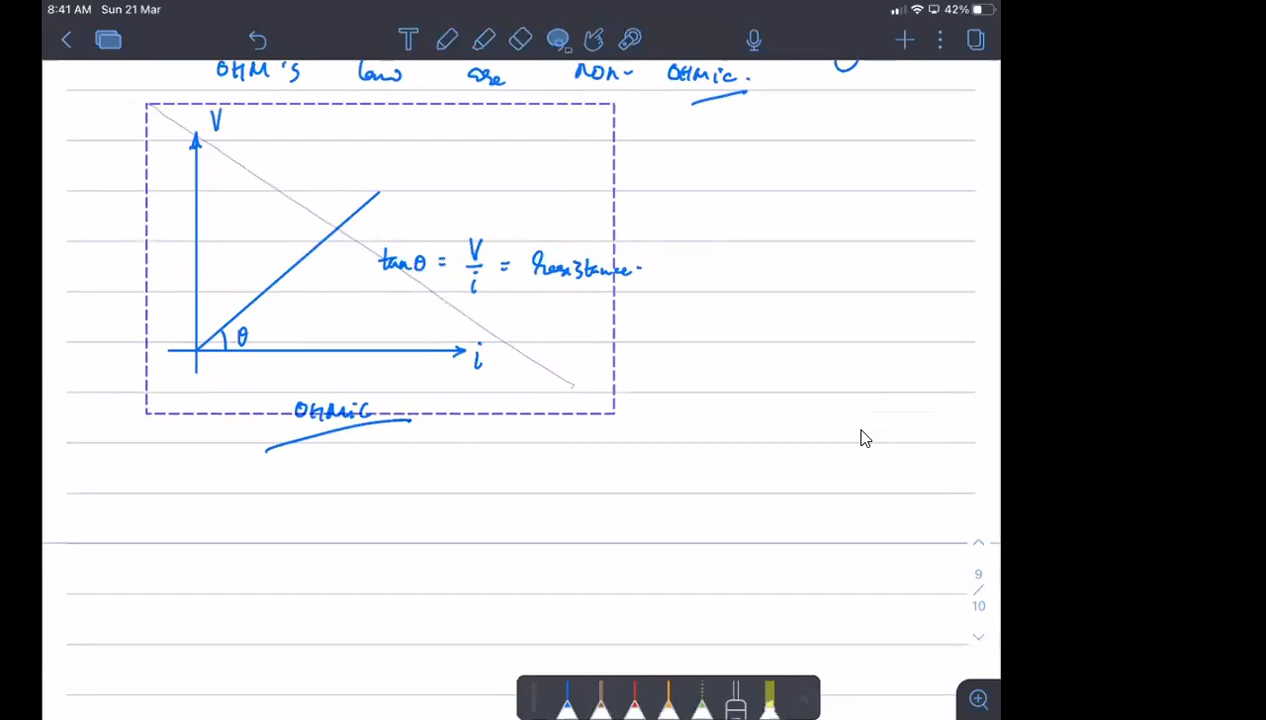 8:41 AM Sun 21 Mar 42%
T
OHM's law are non-OHMic.
V
tanθ = V/i = Resistance.
θ
i
OHMiC
9
/
10